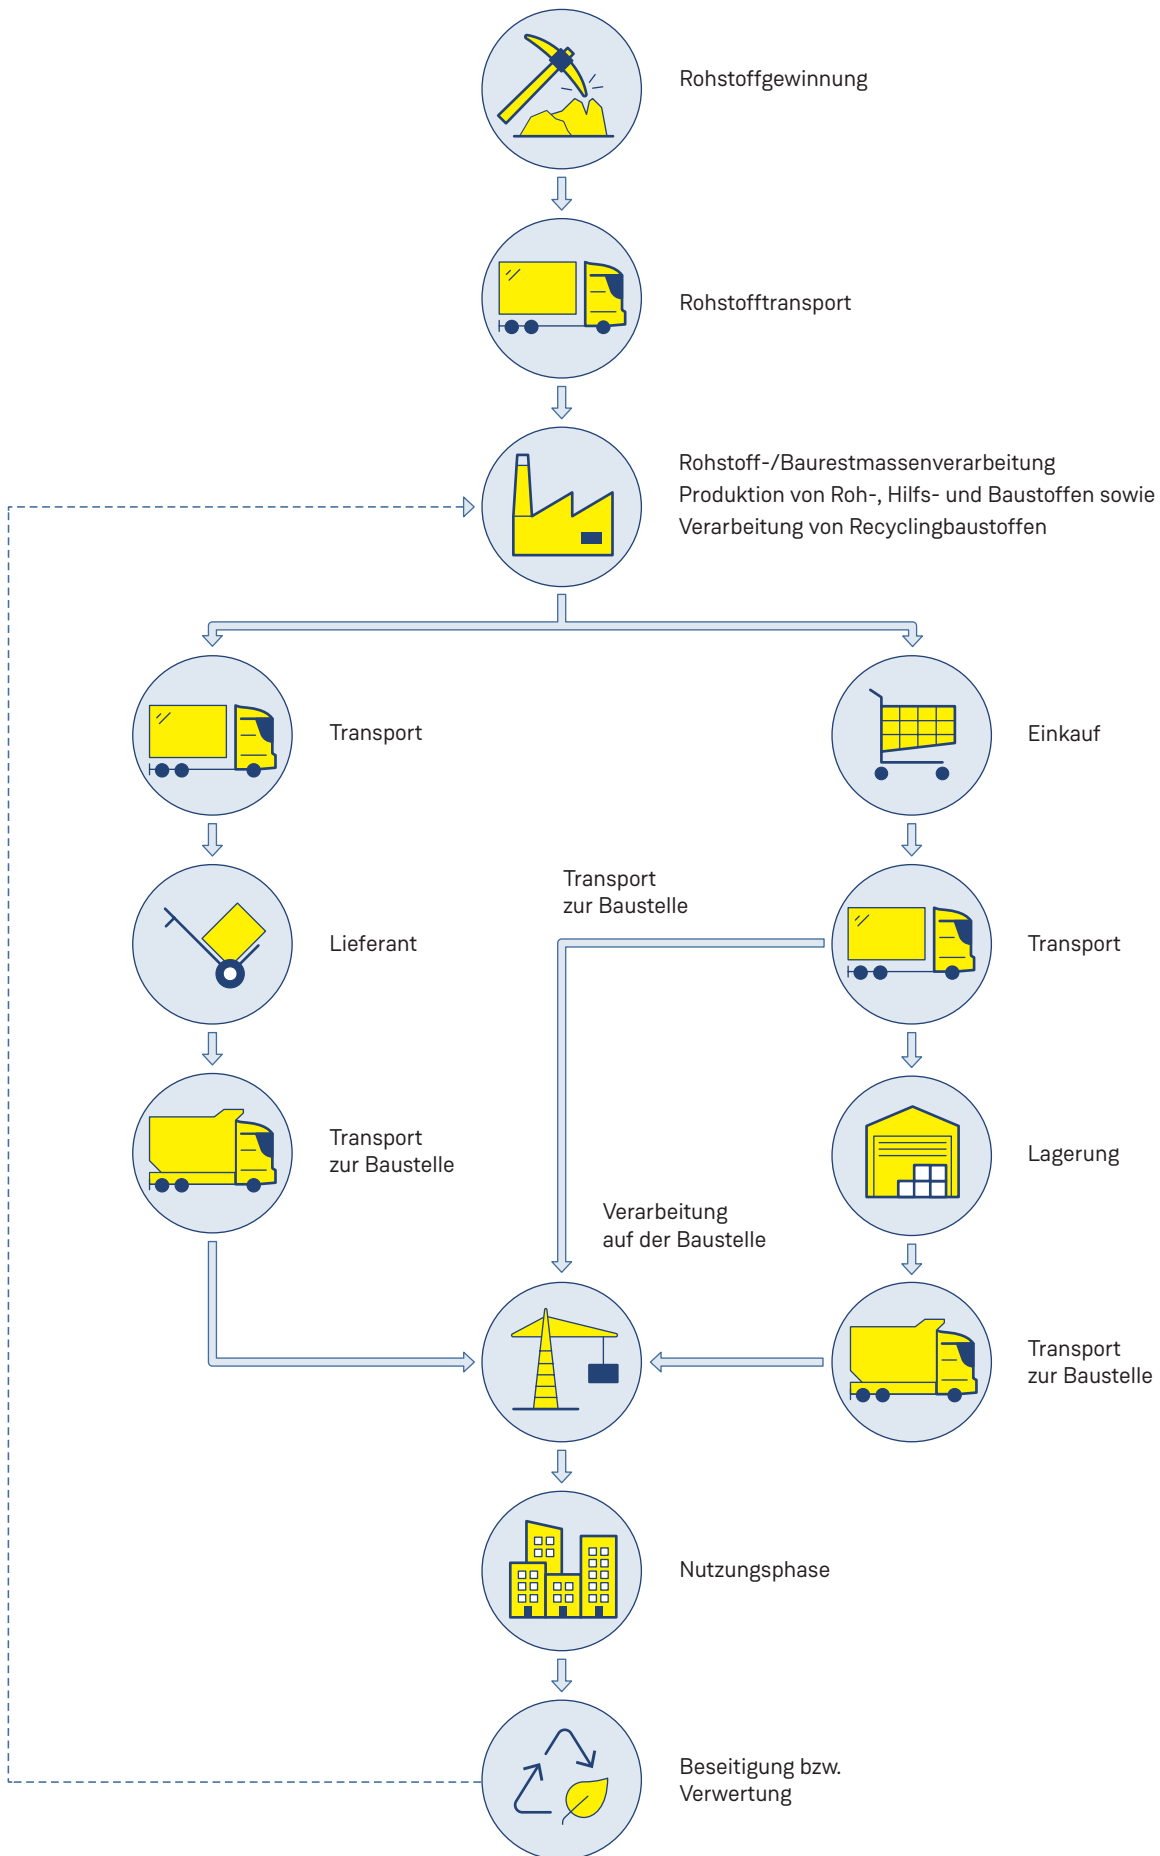 Rohstoffgewinnung
Rohstofftransport
Rohstoff-/Baurestmassenverarbeitung
Produktion von Roh-, Hilfs- und Baustoffen sowie
Verarbeitung von Recyclingbaustoffen
Transport
Einkauf
Transport
zur Baustelle
Lieferant
Transport
Transport
zur Baustelle
Lagerung
Verarbeitung
auf der Baustelle
Transport
zur Baustelle
Nutzungsphase
Beseitigung bzw.
Verwertung